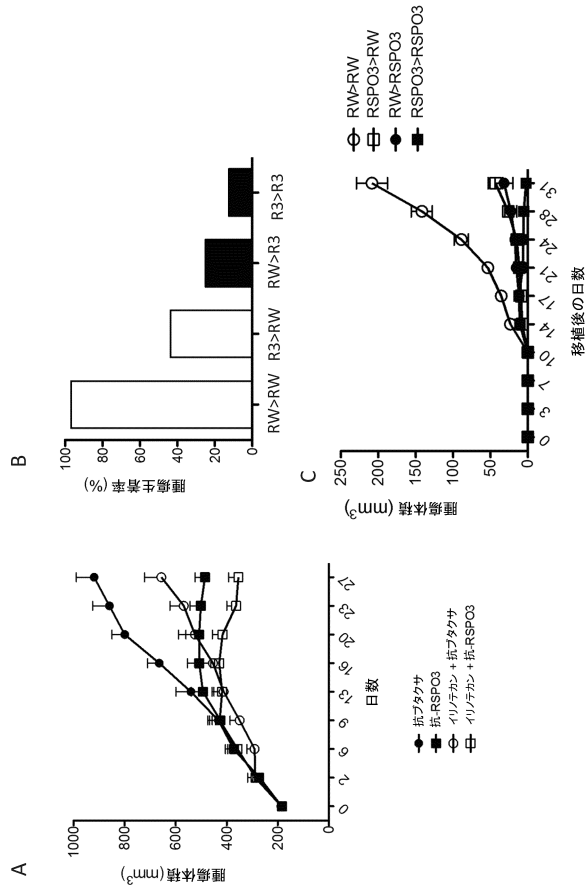 A
腫瘍体積 (mm³)
1000
800
600
400
200
0
0 2 6 9 13 16 20 23 27
日数
抗ブタクサ
抗-RSPO3
イリノテカン + 抗ブタクサ
イリノテカン + 抗-RSPO3
B
腫瘍生着率 (%)
100
80
60
40
20
0
RW>RW
R3>RW
RW>R3
R3>R3
C
腫瘍体積 (mm³)
250
200
150
100
50
0
0 3 7 10 14 17 21 24 28 31
移植後の日数
RW>RW
RSPO3>RW
RW>RSPO3
RSPO3>RSPO3